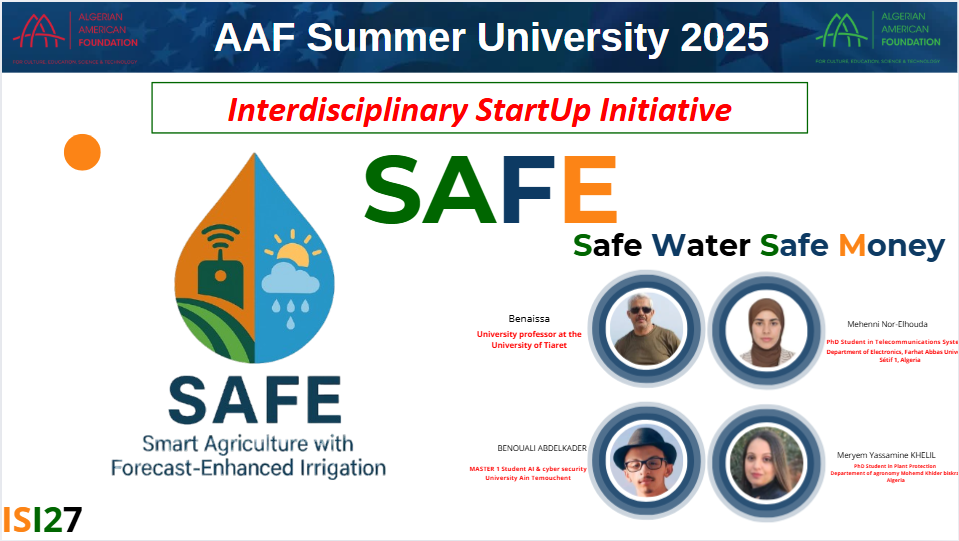 ALGERIAN
AMERICAN
FOUNDATION
FOR CULTURE, EDUCATION, SCIENCE & TECHNOLOGY
AAF Summer University 2025
ALGERIAN
AMERICAN
FOUNDATION
FOR CULTURE, EDUCATION, SCIENCE & TECHNOLOGY
Interdisciplinary StartUp Initiative
SAFE
Safe Water Safe Money
SAFE
Smart Agriculture with
Forecast-Enhanced Irrigation
Benaissa
University professor at the
University of Tiaret
Mehenni Nor-Elhouda
PhD Student in Telecommunications Syste
Department of Electronics, Farhat Abbas Unive
Sétif 1, Algeria
BENOUALI ABDELKADER
MASTER 1 Student AI & cyber security
University Ain Temouchent
Meryem Yassamine KHELIL
PhD Student in Plant Protection
Departement of agronomy Mohemd Khider biskra
Algeria
ISI27